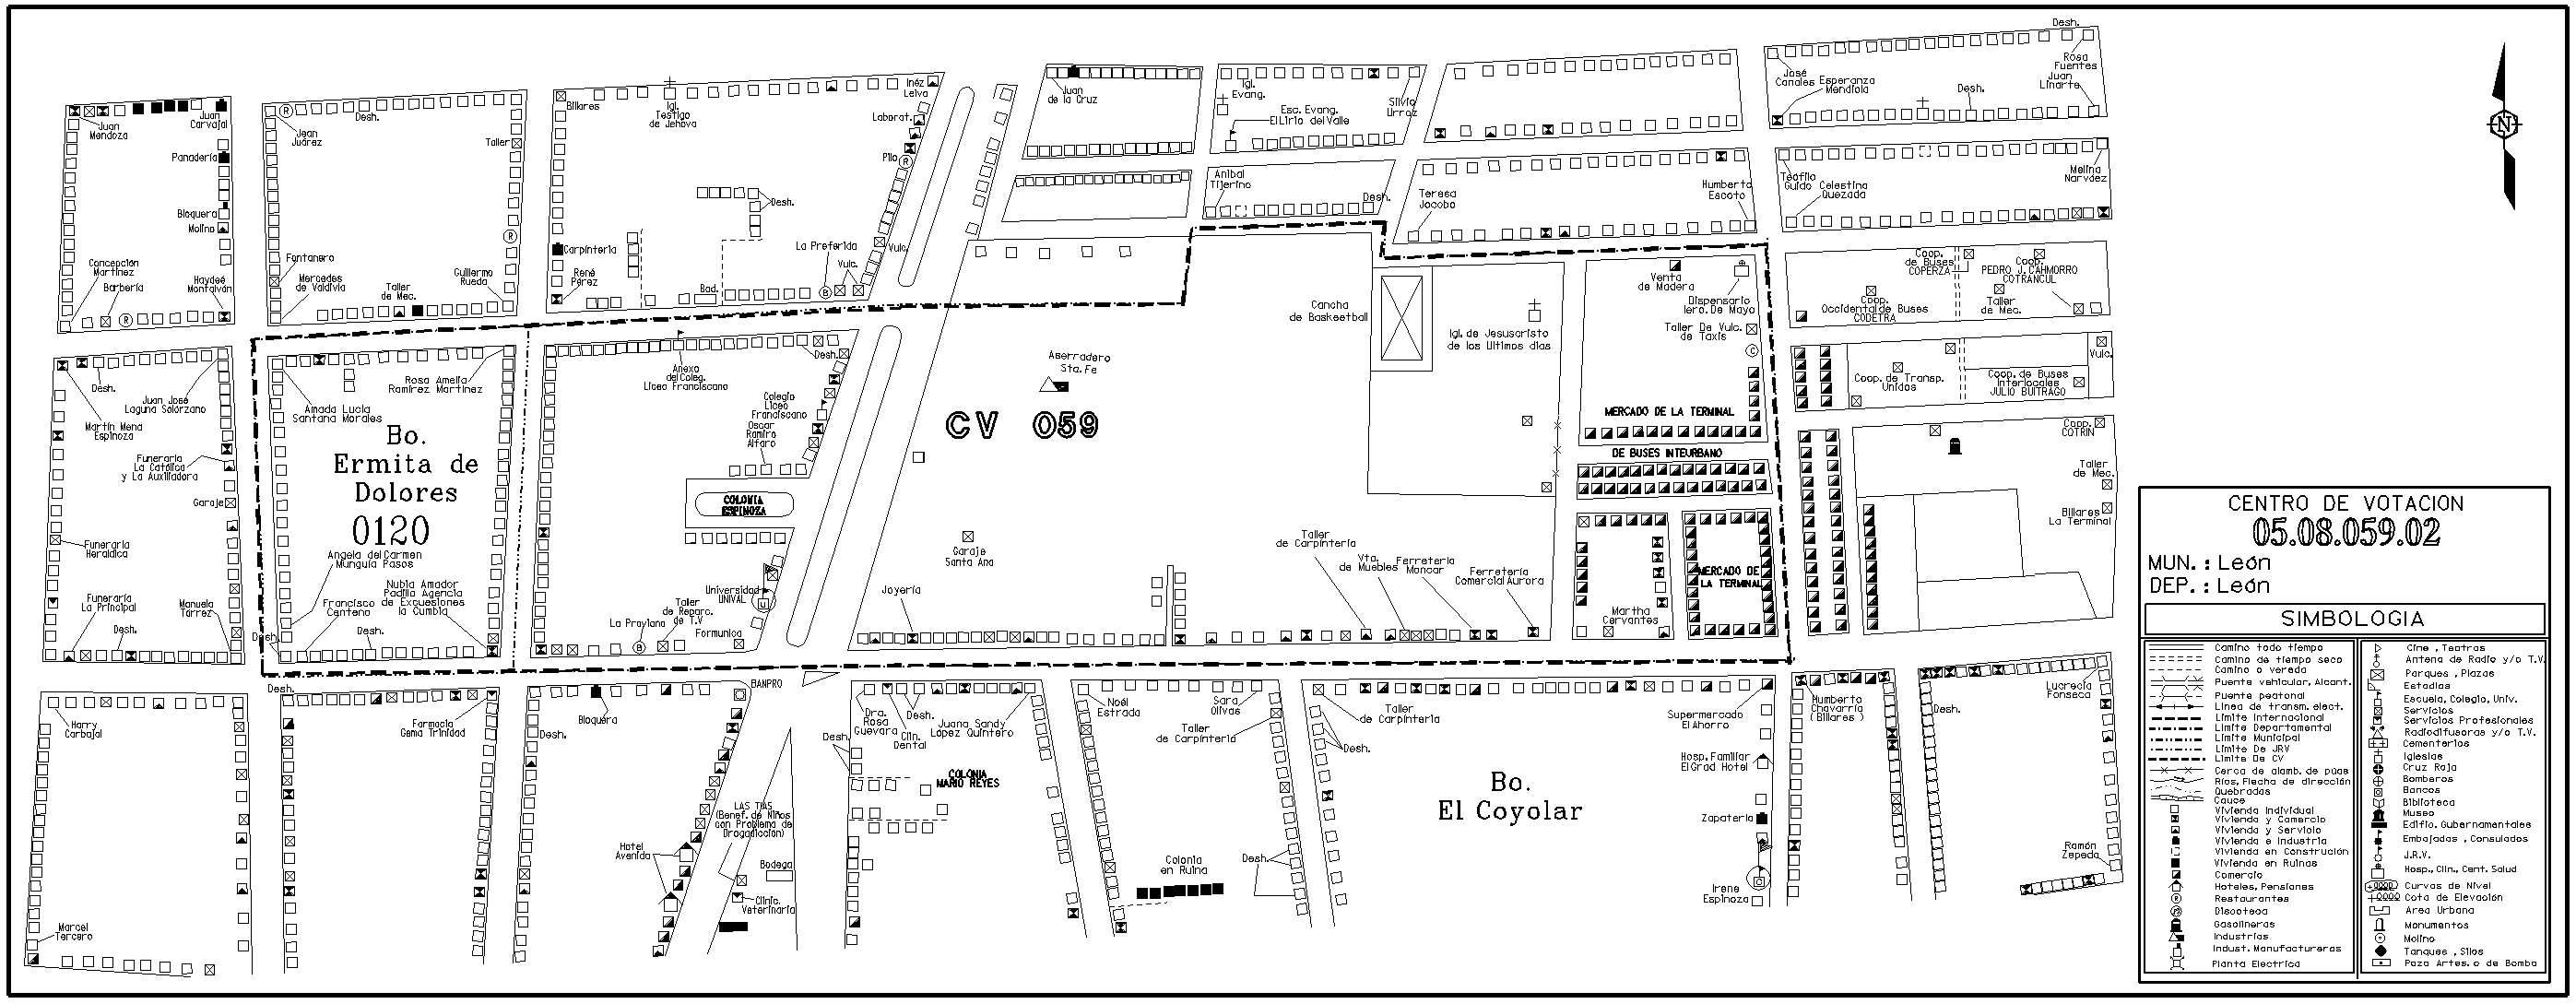 Desh.
Rosa
Fuentes
Juan
Linarte
José
Canales
Esperanza
Mendiola
Desh.
Juan
de la Cruz
Igl.
Evang.
Esc. Evang.
El Lirio del Valle
Silvio
Urroz
Billares
Igl.
Testigo
de Jehova
Inéz
Leiva
Laborat.
Pilo
R
Juan
Mendoza
Juan
Carvajal
Panadería
Bloquera
Molino
Concepción
Martínez
Barbería
Haydeé
Montalván
R
R
Jean
Juárez
Desh.
Taller
R
Fontanero
Mercedes
de Valdivia
Taller
de Mec.
Guillermo
Rueda
Desh.
Carpintería
René
Pérez
Bad.
La Preferida
Vulc.
Vulc.
B
Aníbal
Tijerino
Desh.
Teresa
Jacobo
Humberto
Escoto
Teófilo
Guido
Celestina
Quezada
Melina
Narváez
N
Coop.
de Buses
COPERZA
Coop.
PEDRO J. CAHMORRO
COTRANCUL
Coop.
Occidental de Buses
CODETRA
Taller
de Mec.
Venta
de Madera
Dispensario
1ero. De Mayo
Taller De Vulc.
de Taxis
C
Cancha
de Basketball
Igl. de Jesuscristo
de los Ultimos dias
Vulc.
Coop. de Transp.
Unidos
Coop. de Buses
Interlocales
JULIO BUITRAGO
MERCADO DE LA TERMINAL
DE BUSES INTEURBANO
Coop.
COTRIN
Taller
de Mec.
Billares
La Terminal
Desh.
Juan José
Laguna Solórzano
Martín Mena
Espinoza
Funeraria
La Católica
y La Auxiliadora
Garaje
Funeraria
Heraldica
Funeraria
La Principal
Desh.
Manuela
Tórrez
Desh.
Rosa Amelia
Ramírez Martínez
Amada Lucía
Santana Morales
Bo.
Ermita de
Dolores
0120
Angela del Carmen
Munguía Pasos
Francisco
Centeno
Desh.
Nubia Amador
Padilla Agencia
de Excusiones
la Cumbia
Anexo
del Coleg.
Liceo Franciscano
Desh.
Colegio
Liceo
Franciscano
Oscar
Ramiro
Alfaro
COLONIA
ESPINOZA
Universidad
UNIVAL
U
La Praylana
B
Taller
de Reparc.
de T.V
Formunica
Aserradero
Sta. Fe
CV 059
Garaje
Santa Ana
Joyería
Taller
de Carpintería
Vta.
de Muebles
Ferretería
Moncar
Ferretería
Comercial Aurora
MERCADO DE
LA TERMINAL
Martha
Cervantes
Harry
Carbajal
Marcel
Tercero
Desh.
Farmacia
Gema Trinidad
Bloquera
Desh.
BANPRO
Hotel
Avenida
LAS TIAS
(Benef. de Niños
con Problema de
Drogadicción)
Bodega
Clinic.
Veterinaria
Dra.
Rosa
Guevara
Desh.
Clin.
Dental
Desh.
Juana Sandy
López Quintero
COLONIA
MARIO REYES
Noél
Estrada
Sara
Olivas
Taller
de Carpintería
Colonia
en Ruina
Desh.
Taller
de Carpintería
Desh.
Bo.
El Coyolar
Supermercado
El Ahorro
Hosp. Familiar
El Grad Hotel
Zapatería
Irene
Espinoza
Humberto
Chavarría
( Billares )
Desh.
Lucrecia
Fonseca
Ramón
Zepeda
CENTRO DE VOTACION
05.08.059.02
MUN. : León
DEP. : León
SIMBOLOGIA
Camino todo tiempo
Camino de tiempo seco
Camino o vereda
Puente vehicular, Alcant.
Puente peatonal
Línea de transm. elect.
Límite Internacional
Límite Departamental
Límite Municipal
Límite De JRV
Límite De CV
Cerca de alamb. de púas
Ríos, Flecha de dirección
Quebradas
Cauce
Vivienda Individual
Vivienda y Comercio
Vivienda y Servicio
Vivienda e Industria
Vivienda en Construción
Vivienda en Ruinas
Comercio
Hoteles, Pensiones
Restaurantes
Discoteca
Gasolineras
Industrias
Indust. Manufactureras
Planta Electrica
Cine , Teatros
Antena de Radio y/o T.V.
Parques , Plazas
Estadios
Escuela, Colegio, Univ.
Servicios
Servicios Profesionales
Radiodifusoras y/o T.V.
Cementerios
Iglesias
Cruz Roja
Bomberos
Bancos
Biblioteca
Museo
Edific. Gubernamentales
Embajadas , Consulados
J.R.V.
Hosp., Clin., Cent. Salud
Curvas de Nivel
Cota de Elevación
Area Urbana
Monumentos
Molino
Tanques , Silos
Pozo Artes. o de Bomba